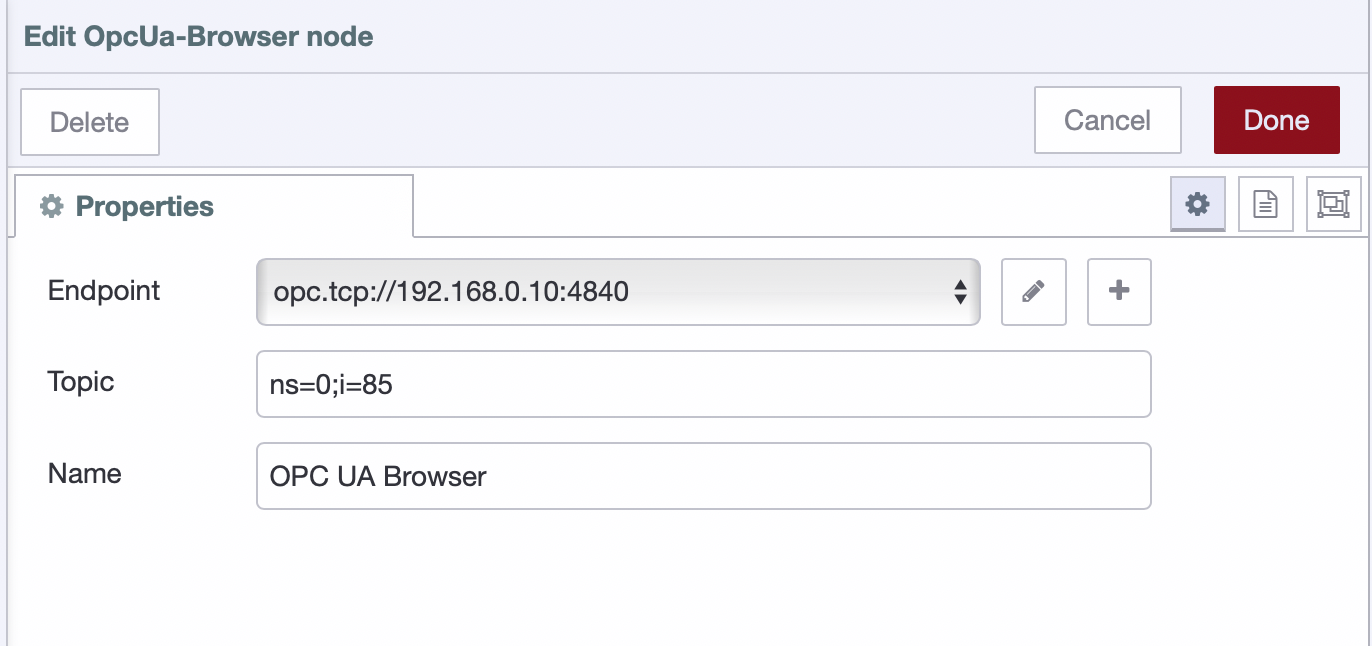 Edit OpcUa-Browser node
Delete
Cancel
Done
Properties
Endpoint
opc.tcp://192.168.0.10:4840
Topic
ns=0;i=85
Name
OPC UA Browser